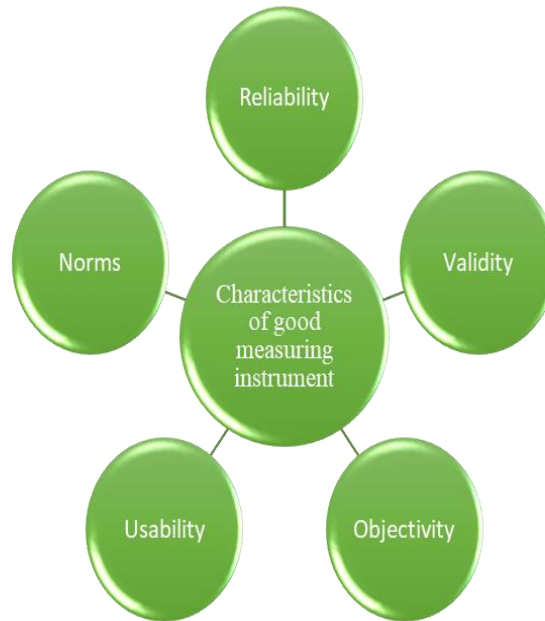 Reliability
Norms
Validity
Characteristics
of good
measuring
instrument
Usability
Objectivity